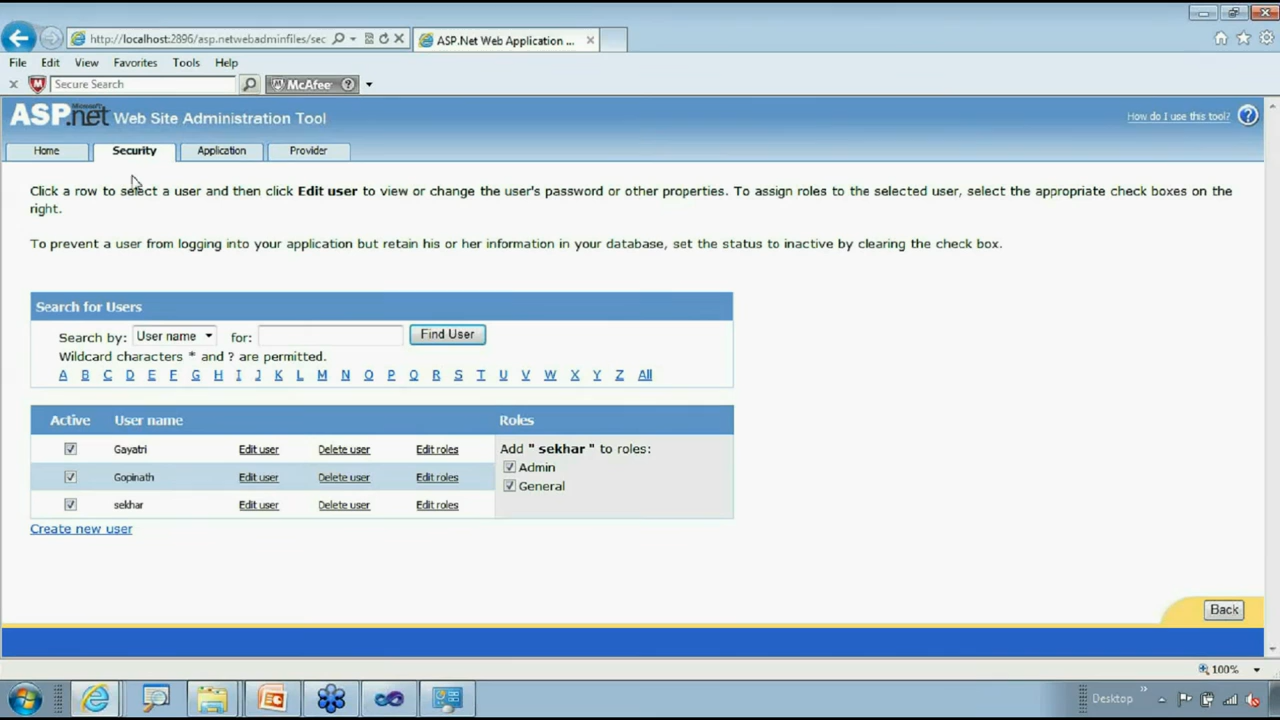 http://localhost:2896/asp.netwebadminfiles/sec
ASP.Net Web Application ...
File Edit View Favorites Tools Help
Secure Search
McAfee ?
Microsoft
ASP.net Web Site Administration Tool
How do I use this tool? ?
Home Security Application Provider
Click a row to select a user and then click Edit user to view or change the user's password or other properties. To assign roles to the selected user, select the appropriate check boxes on the
right.
To prevent a user from logging into your application but retain his or her information in your database, set the status to inactive by clearing the check box.
Search for Users
Search by: User name for: Find User
Wildcard characters * and ? are permitted.
A B C D E F G H I J K L M N O P Q R S T U V W X Y Z All
Active User name Roles
Gayatri Edit user Delete user Edit roles Add " sekhar " to roles:
Admin
Gopinath Edit user Delete user Edit roles
General
sekhar Edit user Delete user Edit roles
Create new user
Back
100%
Desktop